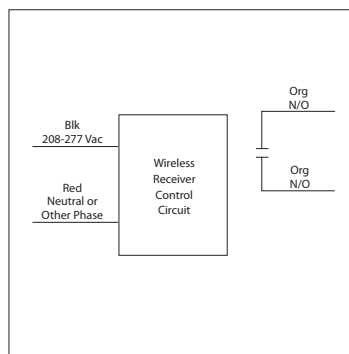 Blk
208-277 Vac
Red
Neutral or
Other Phase
Wireless
Receiver
Control
Circuit
Org
N/O
Org
N/O